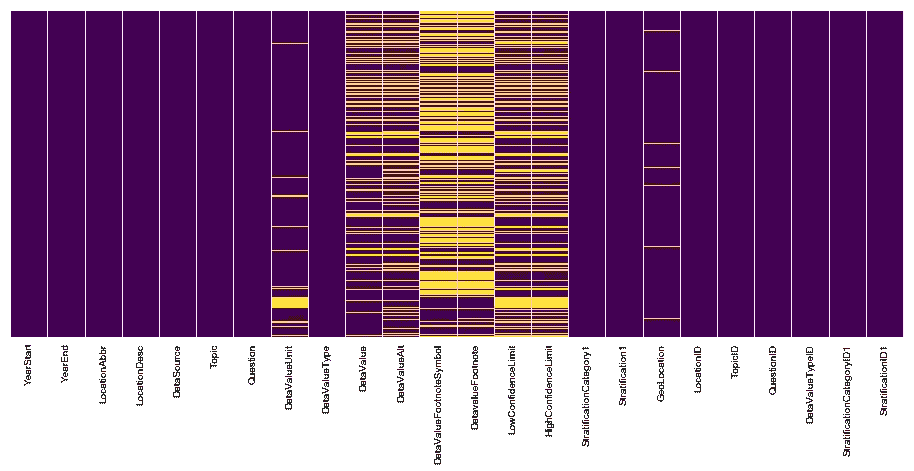 YearStart
YearEnd
LocationAbbr
LocationDesc
DataSource
Topic
Question
DataValueUnit
DataValueType
DataValue
DataValueAlt
DataValueFootnoteSymbol
DatavalueFootnote
LowConfidenceLimit
HighConfidenceLimit
StratificationCategory1
Stratification1
GeoLocation
LocationID
TopicID
QuestionID
DataValueTypeID
StratificationCategoryID1
StratificationID1